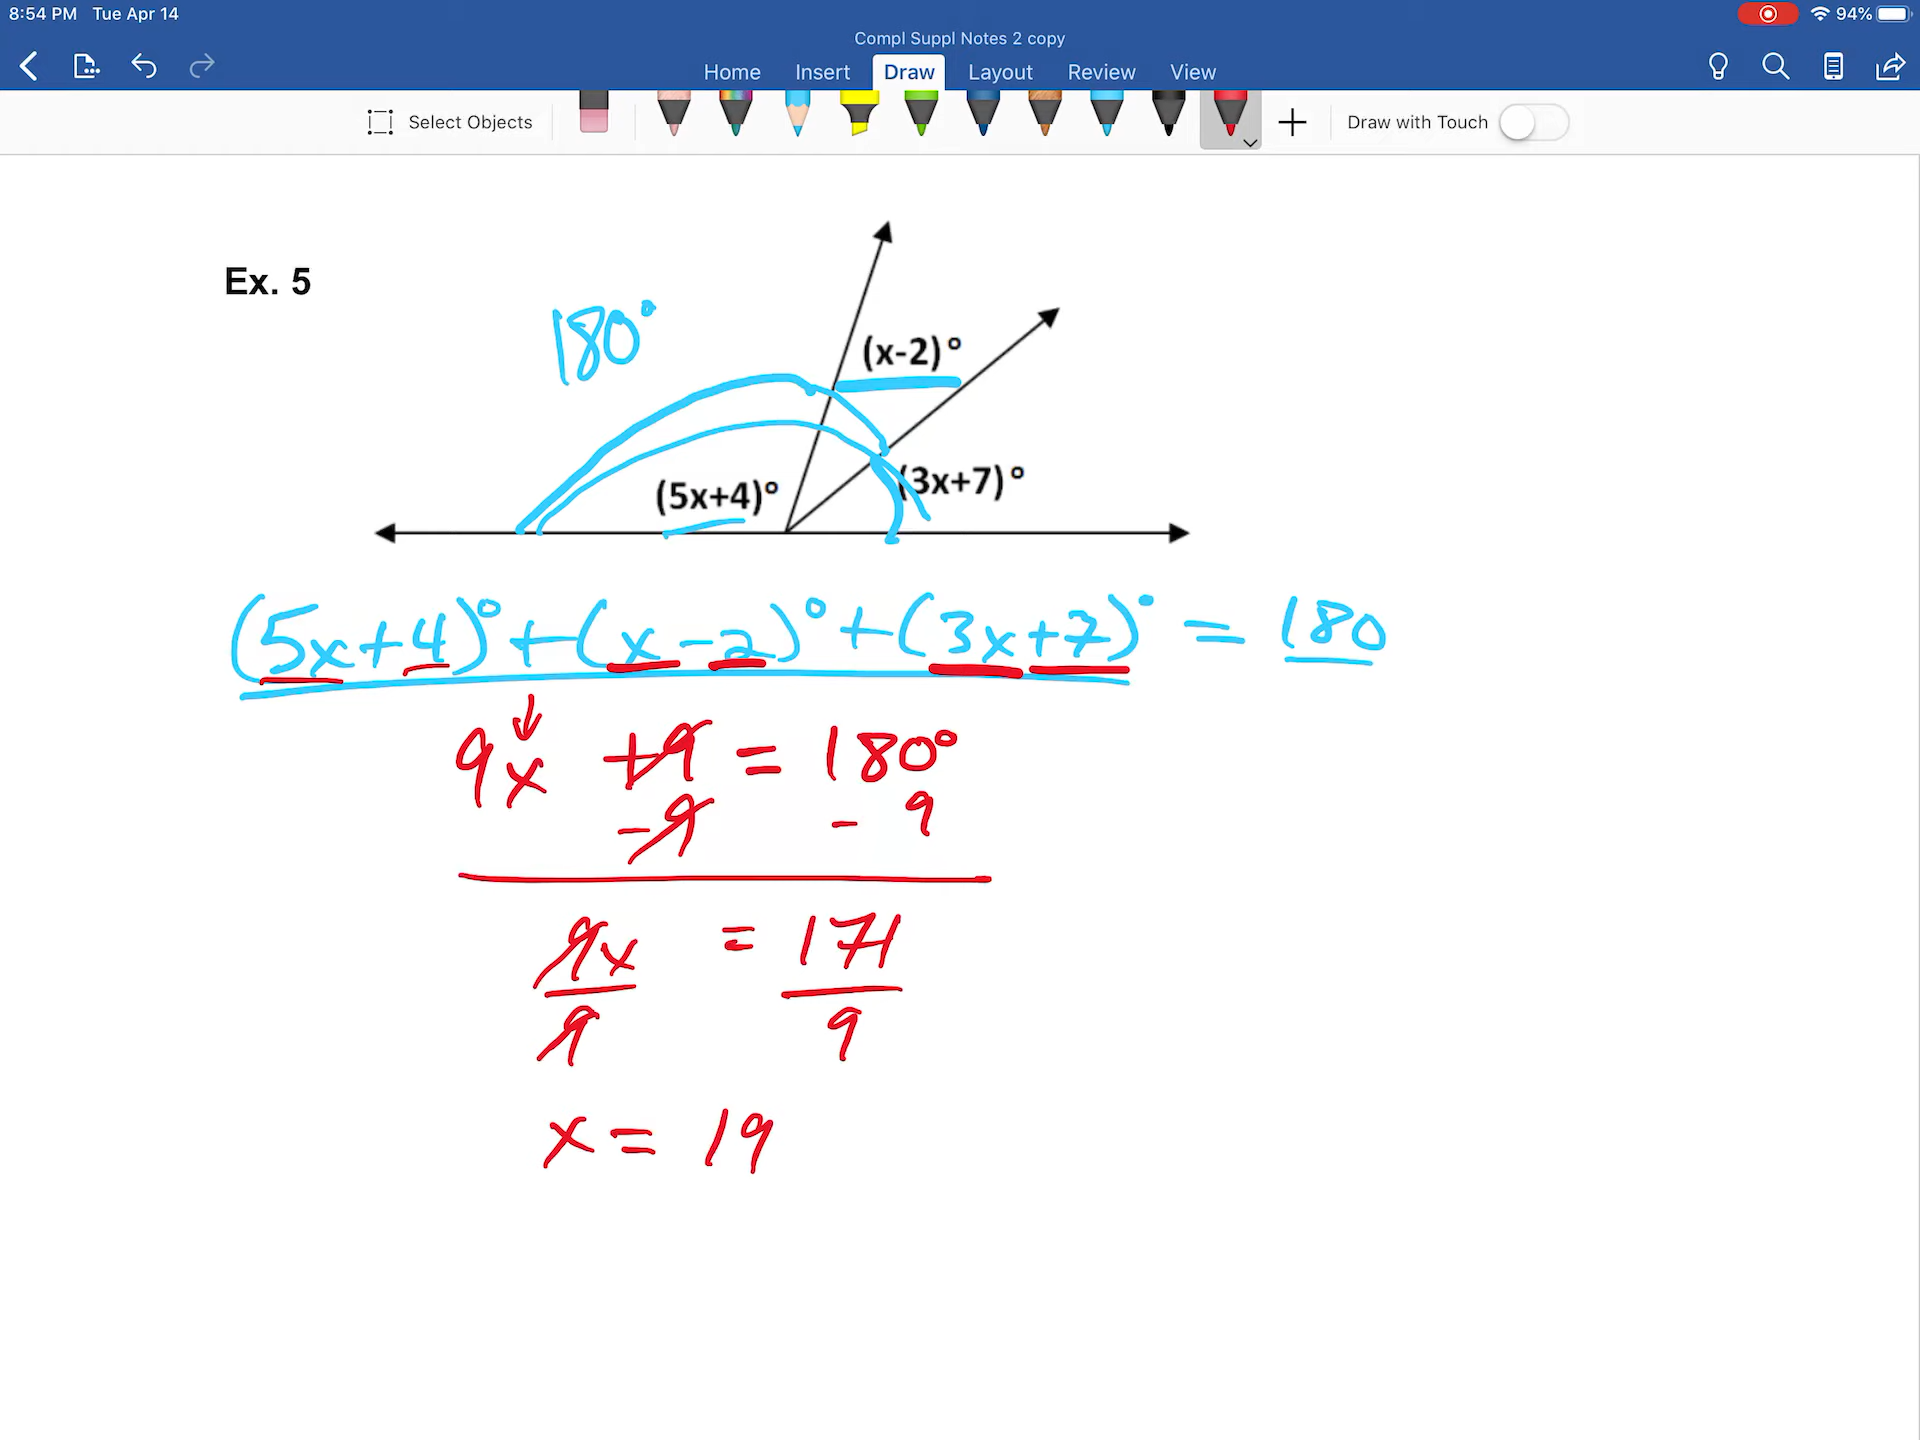 8:54 PM Tue Apr 14
94%
Compl Suppl Notes 2 copy
Home Insert Draw Layout Review View
Select Objects
Draw with Touch
Ex. 5
180°
(x-2)°
(5x+4)°
(3x+7)°
(5x+4)° + (x-2)° + (3x+7)° = 180
9x +9 = 180°
-9 - 9
9x = 171
9 9
x = 19